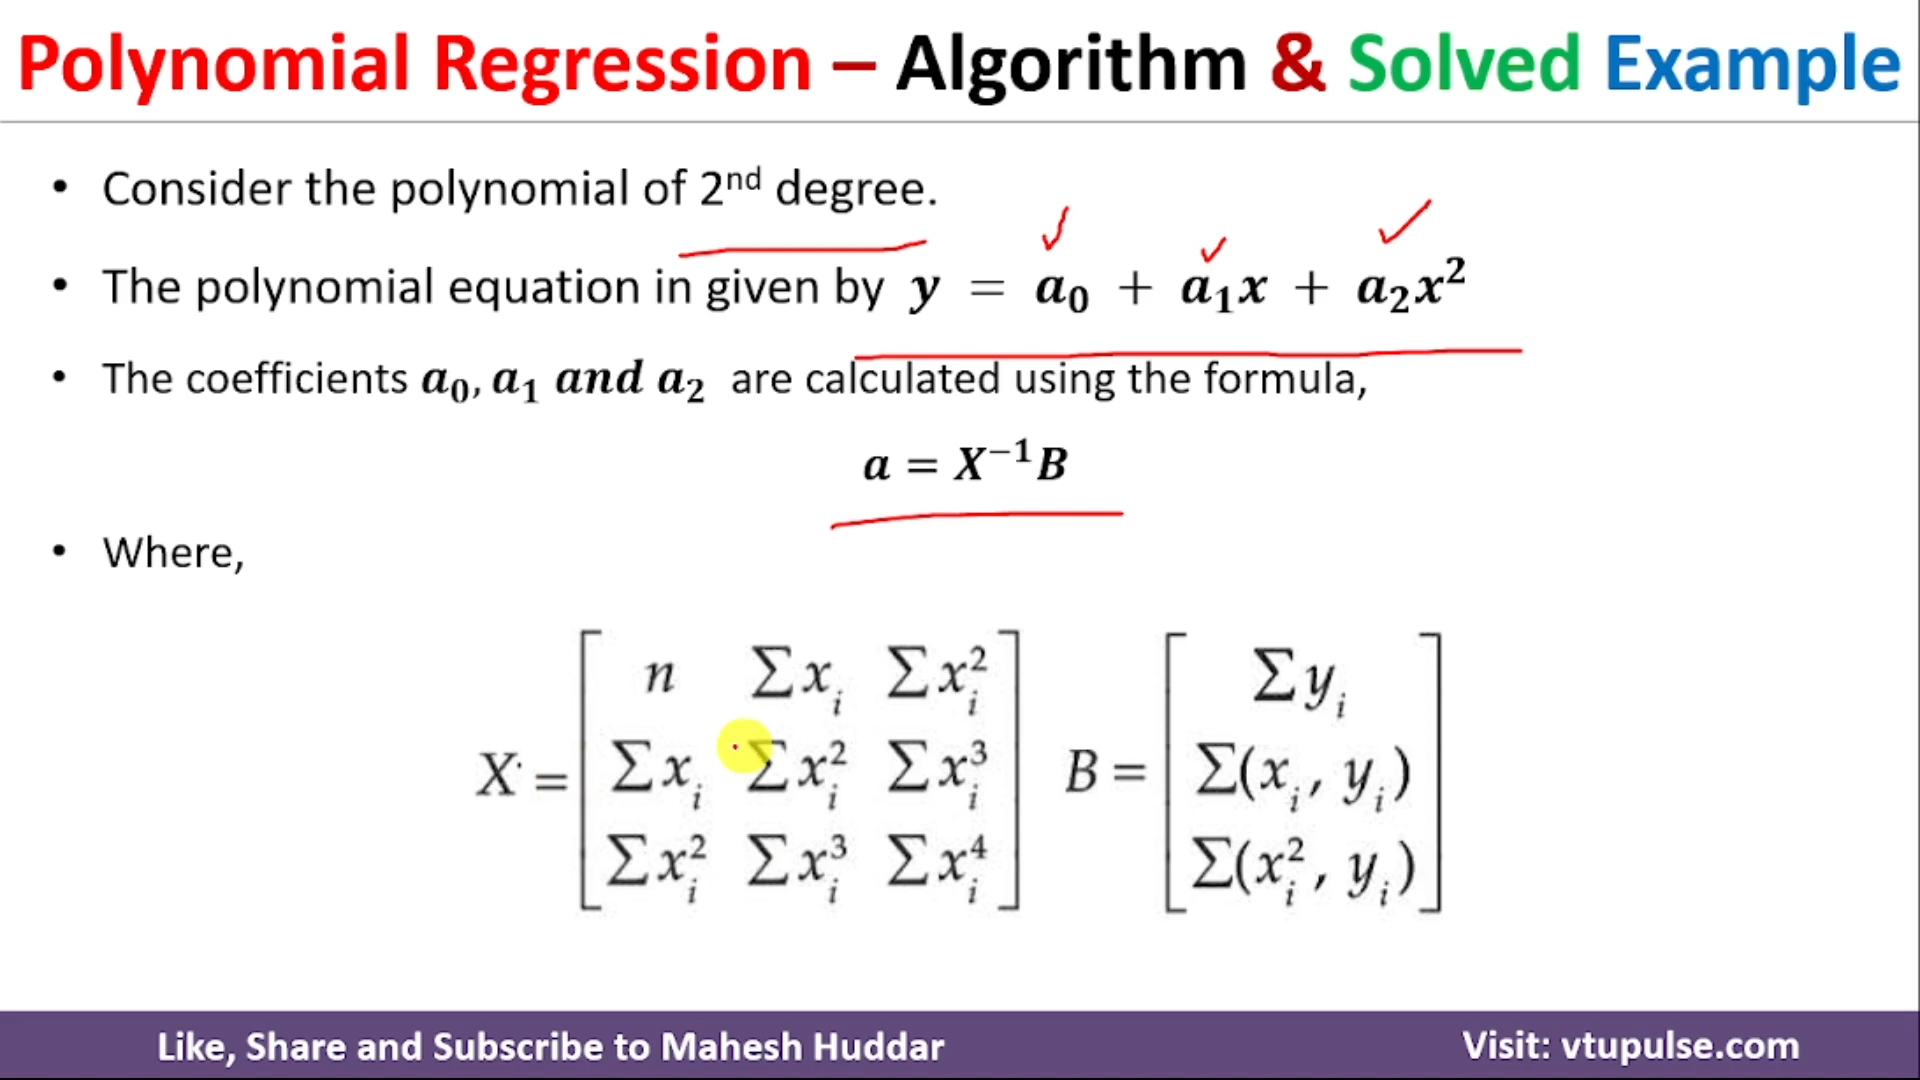 Polynomial Regression – Algorithm & Solved Example
• Consider the polynomial of 2ⁿᵈ degree.
• The polynomial equation in given by y = a₀ + a₁x + a₂x²
• The coefficients a₀, a₁ and a₂ are calculated using the formula,
a = X⁻¹B
• Where,
X = [ n Σxᵢ Σxᵢ² B = [ Σyᵢ
Σxᵢ Σxᵢ² Σxᵢ³ Σ(xᵢ, yᵢ)
Σxᵢ² Σxᵢ³ Σxᵢ⁴ ] Σ(xᵢ², yᵢ) ]
Like, Share and Subscribe to Mahesh Huddar
Visit: vtupulse.com